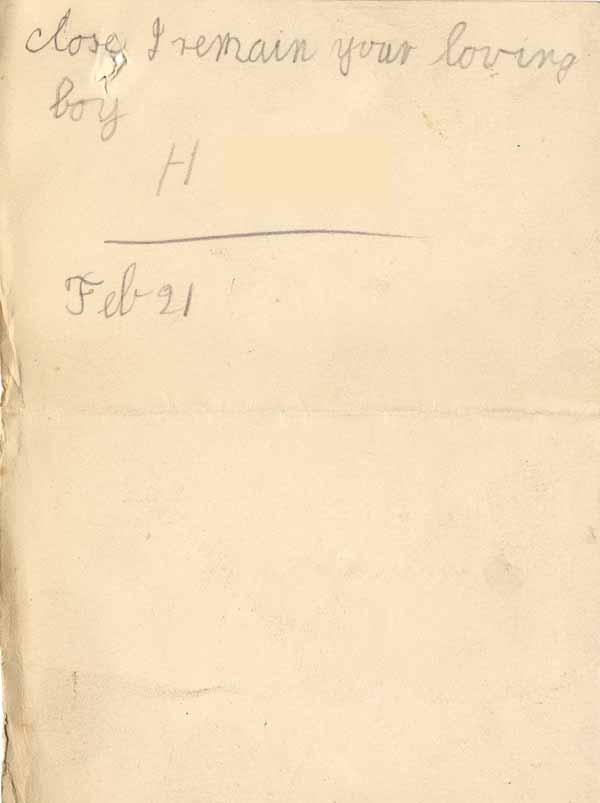 close I remain your loving
boy
H
Feb 21